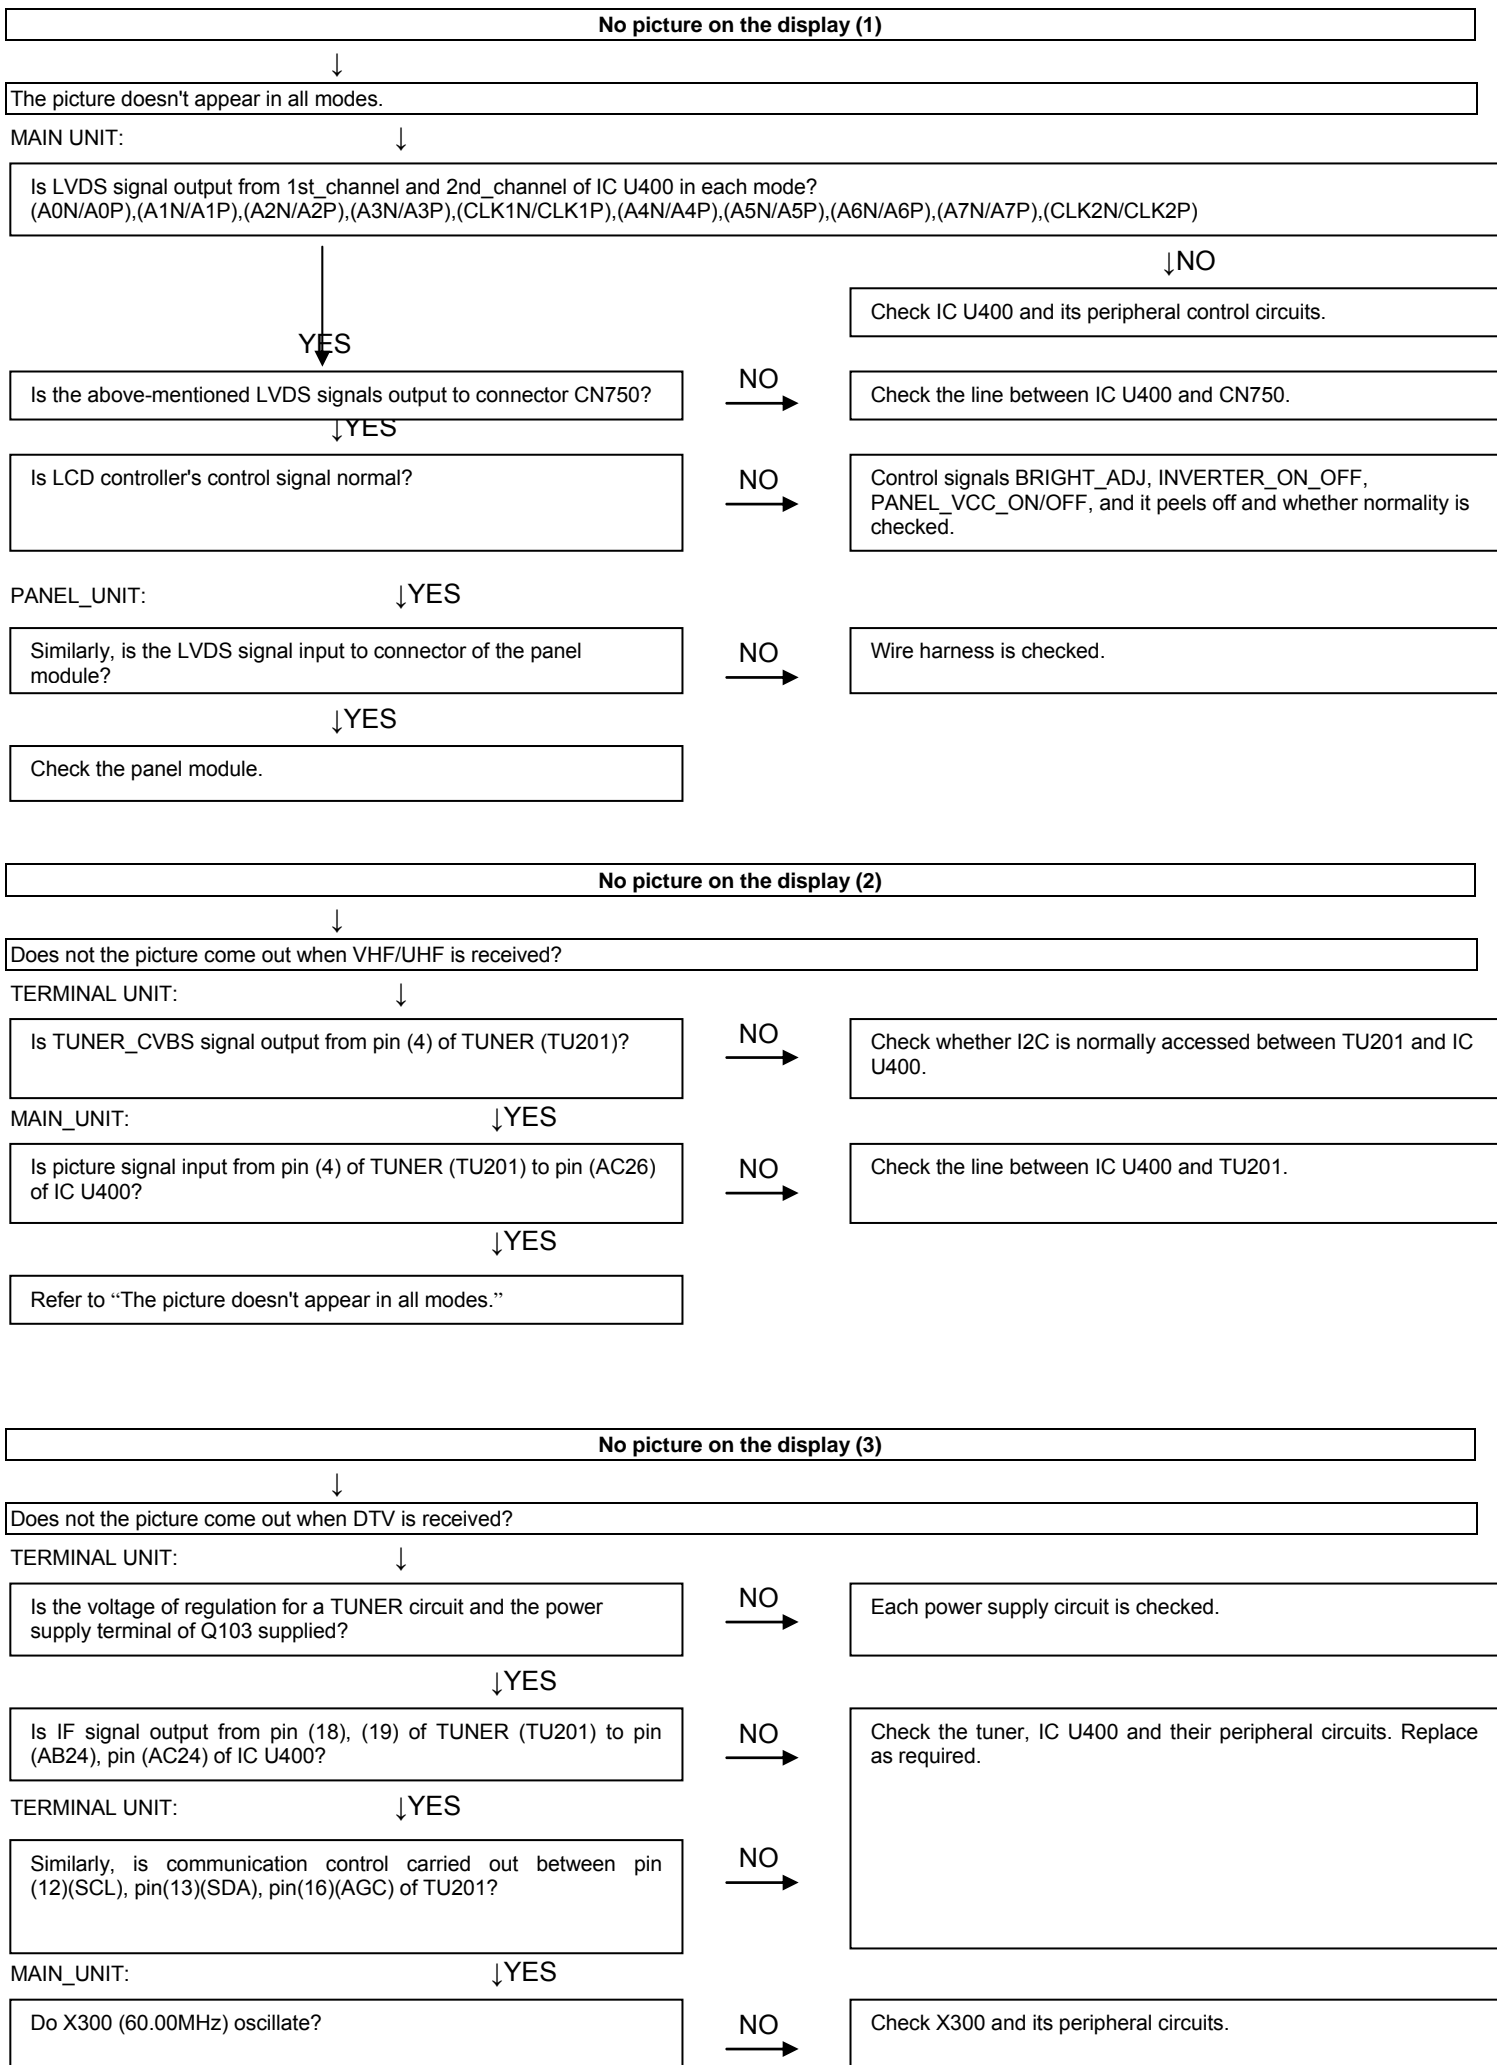 No picture on the display (1)
↓
The picture doesn't appear in all modes.
MAIN UNIT: ↓
Is LVDS signal output from 1st_channel and 2nd_channel of IC U400 in each mode?
(A0N/A0P),(A1N/A1P),(A2N/A2P),(A3N/A3P),(CLK1N/CLK1P),(A4N/A4P),(A5N/A5P),(A6N/A6P),(A7N/A7P),(CLK2N/CLK2P)
↓NO
Check IC U400 and its peripheral control circuits.
YES
Is the above-mentioned LVDS signals output to connector CN750?
NO
Check the line between IC U400 and CN750.
↓YES
Is LCD controller's control signal normal?
NO
Control signals BRIGHT_ADJ, INVERTER_ON_OFF,
PANEL_VCC_ON/OFF, and it peels off and whether normality is
checked.
PANEL_UNIT: ↓YES
Similarly, is the LVDS signal input to connector of the panel
module?
NO
Wire harness is checked.
↓YES
Check the panel module.
No picture on the display (2)
↓
Does not the picture come out when VHF/UHF is received?
TERMINAL UNIT: ↓
Is TUNER_CVBS signal output from pin (4) of TUNER (TU201)?
NO
Check whether I2C is normally accessed between TU201 and IC
U400.
MAIN_UNIT: ↓YES
Is picture signal input from pin (4) of TUNER (TU201) to pin (AC26)
of IC U400?
NO
Check the line between IC U400 and TU201.
↓YES
Refer to “The picture doesn't appear in all modes.”
No picture on the display (3)
↓
Does not the picture come out when DTV is received?
TERMINAL UNIT: ↓
Is the voltage of regulation for a TUNER circuit and the power
supply terminal of Q103 supplied?
NO
Each power supply circuit is checked.
↓YES
Is IF signal output from pin (18), (19) of TUNER (TU201) to pin
(AB24), pin (AC24) of IC U400?
NO
Check the tuner, IC U400 and their peripheral circuits. Replace
as required.
TERMINAL UNIT: ↓YES
Similarly, is communication control carried out between pin
(12)(SCL), pin(13)(SDA), pin(16)(AGC) of TU201?
NO
MAIN_UNIT: ↓YES
Do X300 (60.00MHz) oscillate?
NO
Check X300 and its peripheral circuits.